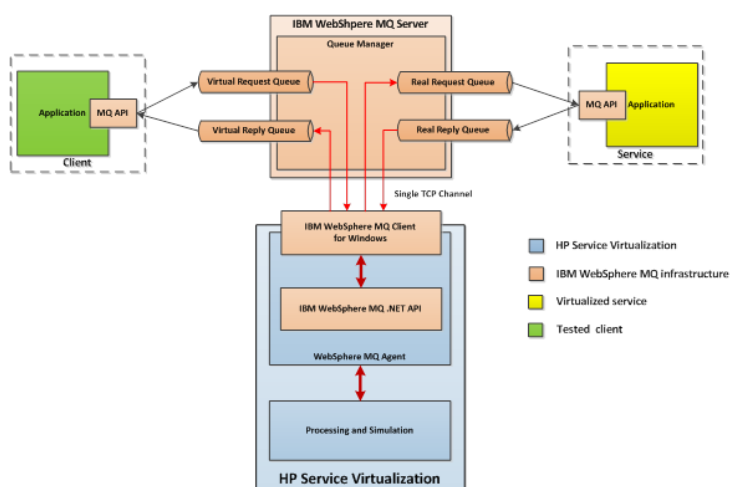 IBM WebShpere MQ Server
Queue Manager
Virtual Request Queue
Real Request Queue
Application
MQ API
MQ API
Application
Virtual Reply Queue
Real Reply Queue
Client
Service
Single TCP Channel
IBM WebSphere MQ Client
for Windows
HP Service Virtualization
IBM WebSphere MQ infrastructure
IBM WebSphere MQ .NET API
Virtualized service
Tested client
WebSphere MQ Agent
Processing and Simulation
HP Service Virtualization